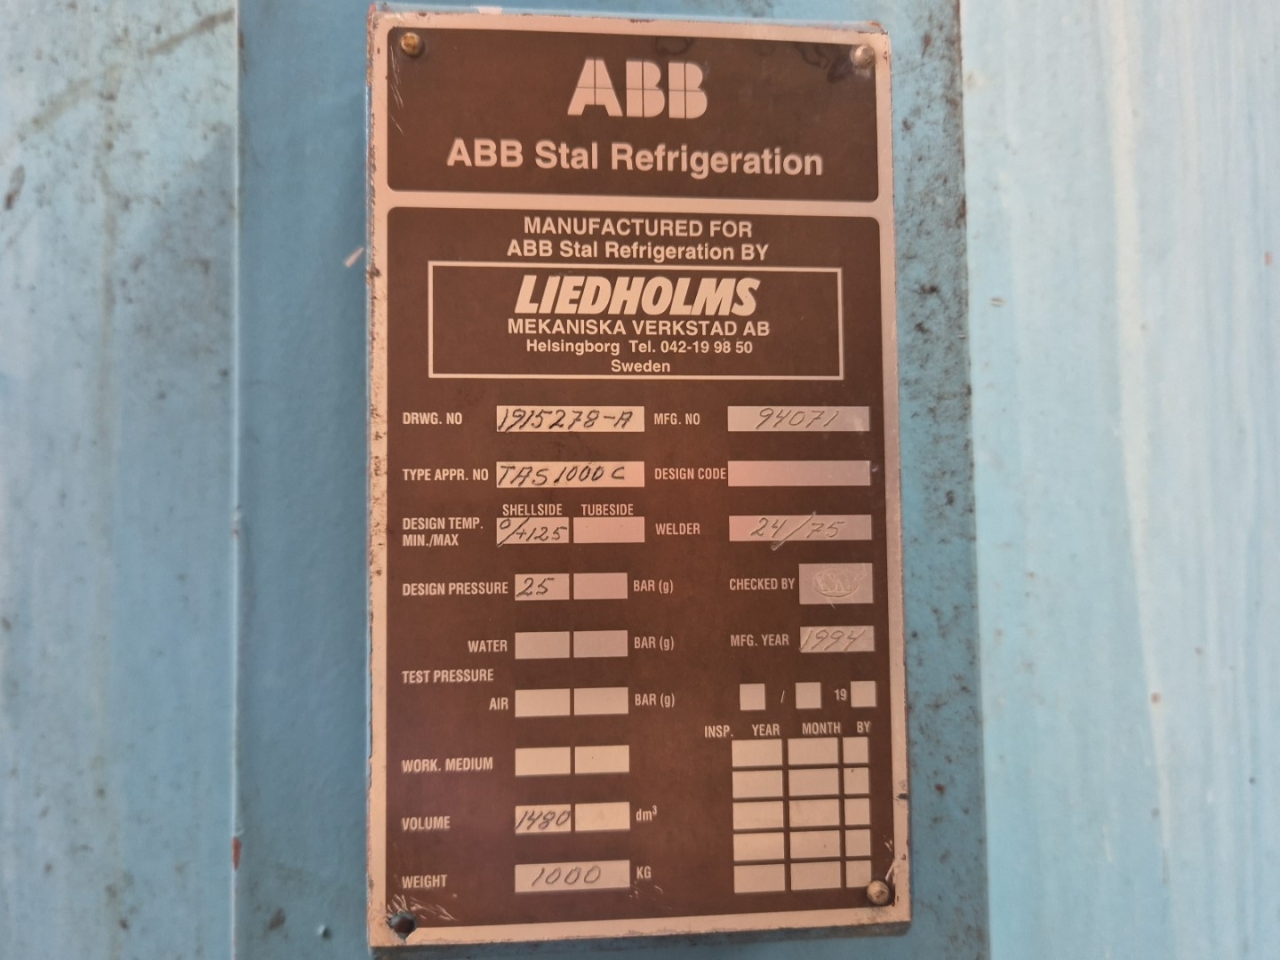 ABB
ABB Stal Refrigeration
MANUFACTURED FOR
ABB Stal Refrigeration BY
LIEDHOLMS
MEKANISKA VERKSTAD AB
Helsingborg Tel. 042-19 98 50
Sweden
DRWG. NO 1915278-A MFG. NO 94071
TYPE APPR. NO TAS1000C DESIGN CODE
SHELLSIDE TUBESIDE
DESIGN TEMP. MIN./MAX 0/+125 WELDER 24/75
DESIGN PRESSURE 25 BAR (g) CHECKED BY
WATER BAR (g) MFG. YEAR 1994
TEST PRESSURE
AIR BAR (g) / 19
INSP. YEAR MONTH BY
WORK. MEDIUM
VOLUME 1480 dm³
WEIGHT 1000 KG